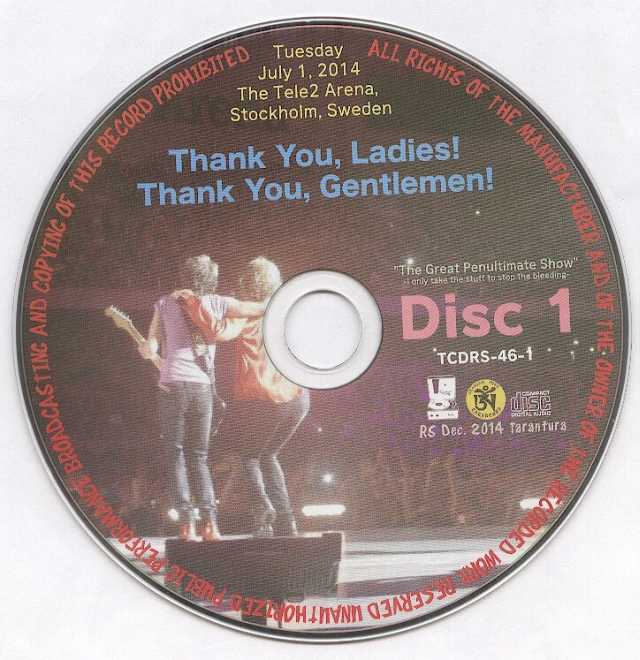 Tuesday
July 1, 2014
The Tele2 Arena,
Stockholm, Sweden
ALL RIGHTS OF THE MANUFACTURER AND OF THE OWNER OF THE RECORDED WORK RESERVED UNAUTHORIZED PUBLIC PERFORMANCE BROADCASTING AND COPYING OF THIS RECORD PROHIBITED
Thank You, Ladies!
Thank You, Gentlemen!
"The Great Penultimate Show"
-I only take the stuff to stop the bleeding-
Disc 1
TCDRS-46-1
COMPACT
disc
DIGITAL AUDIO
RS Dec. 2014 Tarantura